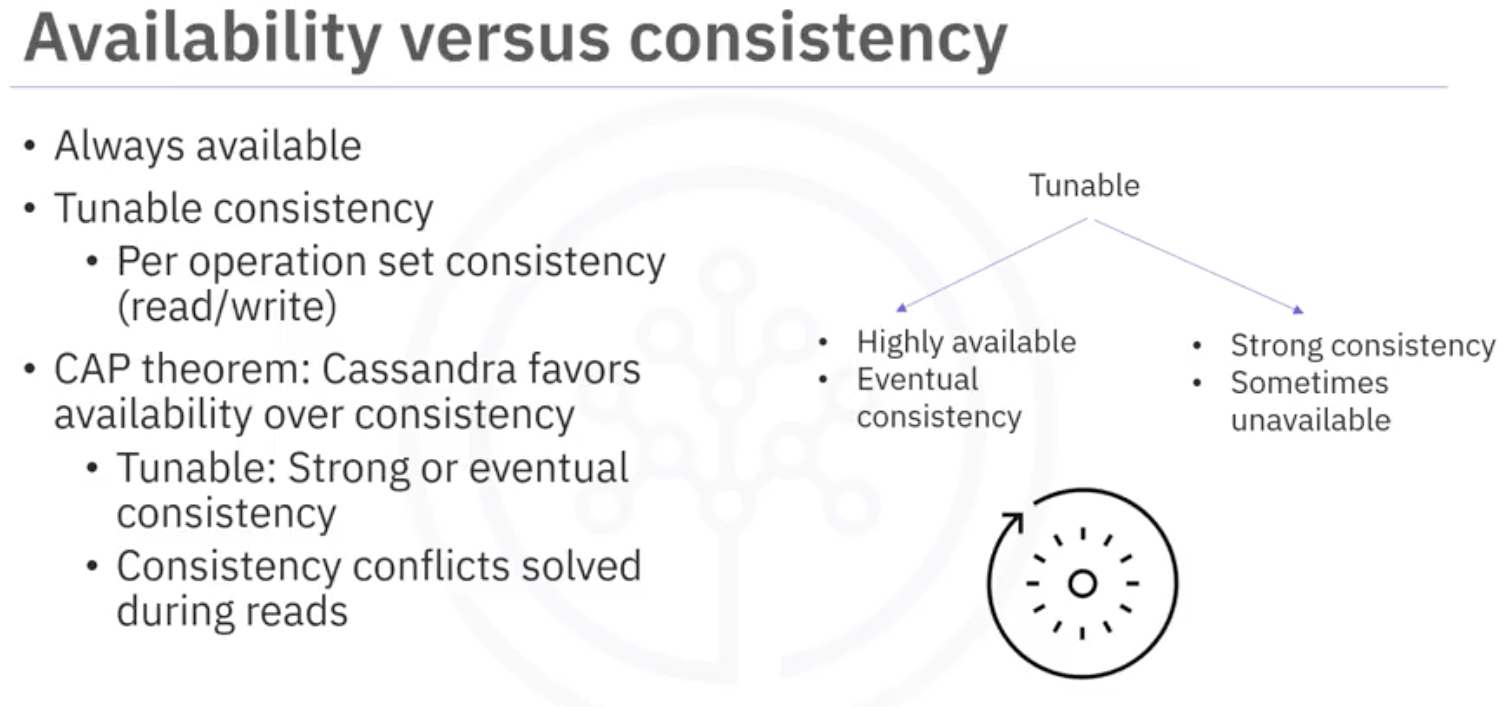 Availability versus consistency
• Always available
• Tunable consistency
• Per operation set consistency
(read/write)
• CAP theorem: Cassandra favors
availability over consistency
• Tunable: Strong or eventual
consistency
• Consistency conflicts solved
during reads
Tunable
• Highly available
• Eventual
consistency
• Strong consistency
• Sometimes
unavailable